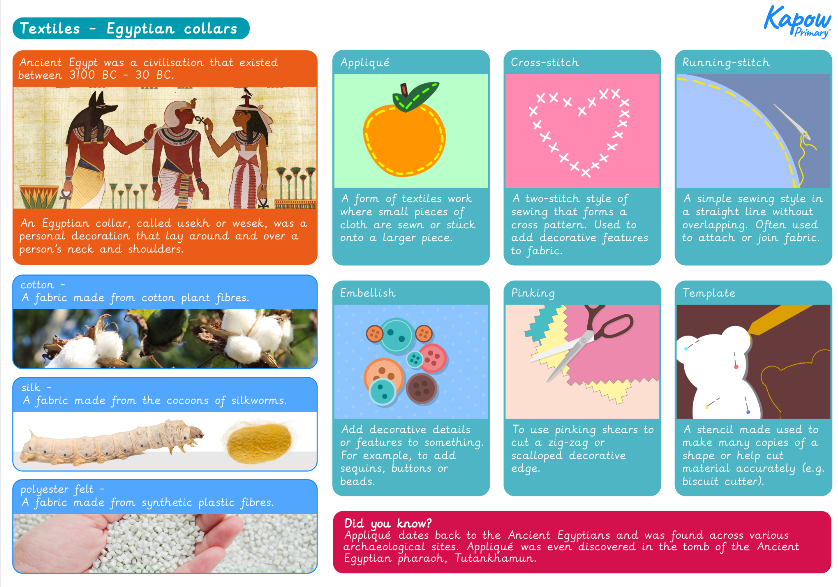 Textiles - Egyptian collars
Kapow
Primary
Ancient Egypt was a civilisation that existed
between 3100 BC - 30 BC.
An Egyptian collar, called usekh or wesek, was a
personal decoration that lay around and over a
person's neck and shoulders.
cotton -
A fabric made from cotton plant fibres.
silk -
A fabric made from the cocoons of silkworms.
polyester felt -
A fabric made from synthetic plastic fibres.
Appliqué
A form of textiles work
where small pieces of
cloth are sewn or stuck
onto a larger piece.
Cross-stitch
A two-stitch style of
sewing that forms a
cross pattern. Used to
add decorative features
to fabric.
Running-stitch
A simple sewing style in
a straight line without
overlapping. Often used
to attach or join fabric.
Embellish
Add decorative details
or features to something.
For example, to add
sequins, buttons or
beads.
Pinking
To use pinking shears to
cut a zig-zag or
scalloped decorative
edge.
Template
A stencil made used to
make many copies of a
shape or help cut
material accurately (e.g.
biscuit cutter).
Did you know?
Appliqué dates back to the Ancient Egyptians and was found across various
archaeological sites. Appliqué was even discovered in the tomb of the Ancient
Egyptian pharaoh, Tutankhamun.